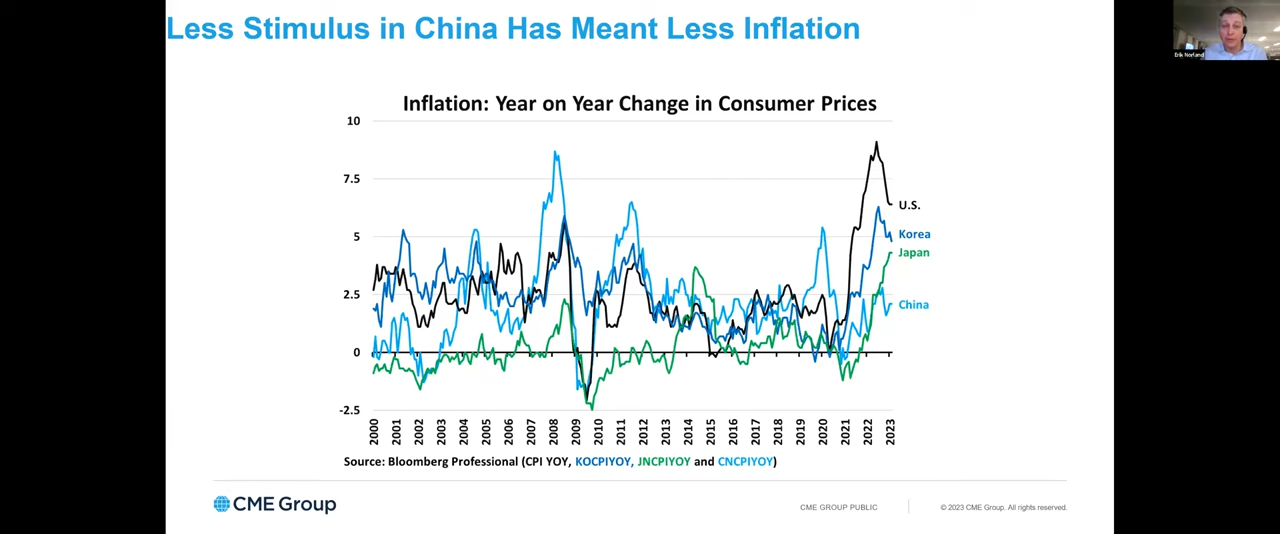 Less Stimulus in China Has Meant Less Inflation
Erik Norland
Inflation: Year on Year Change in Consumer Prices
10
7.5
5
2.5
0
-2.5
U.S.
Korea
Japan
China
2000 2001 2002 2003 2004 2005 2006 2007 2008 2009 2010 2011 2012 2013 2014 2015 2016 2017 2018 2019 2020 2021 2022 2023
Source: Bloomberg Professional (CPI YOY, KOCPIYOY, JNCPIYOY and CNCPIYOY)
CME Group
CME GROUP PUBLIC
© 2023 CME Group. All rights reserved.